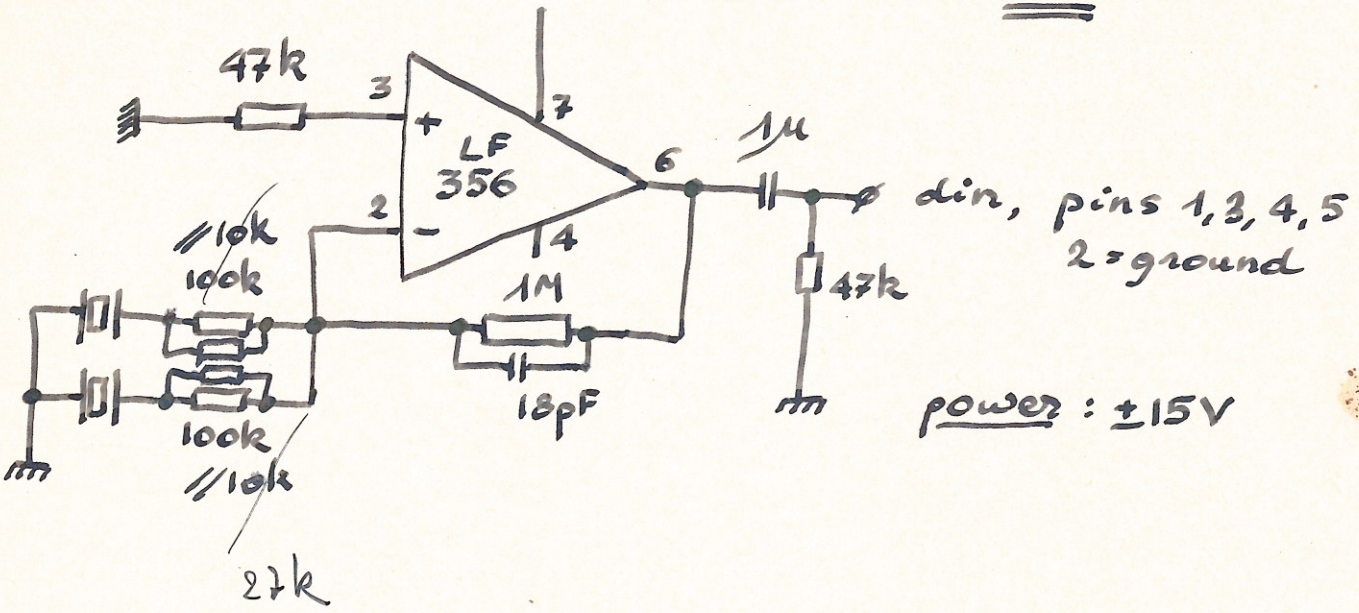 47k
3
+
7
LF
356
6
1µ
din, pins 1, 3, 4, 5
2 = ground
2
-
4
//10k
100k
1M
47k
18pF
100k
//10k
power : ±15V
27k